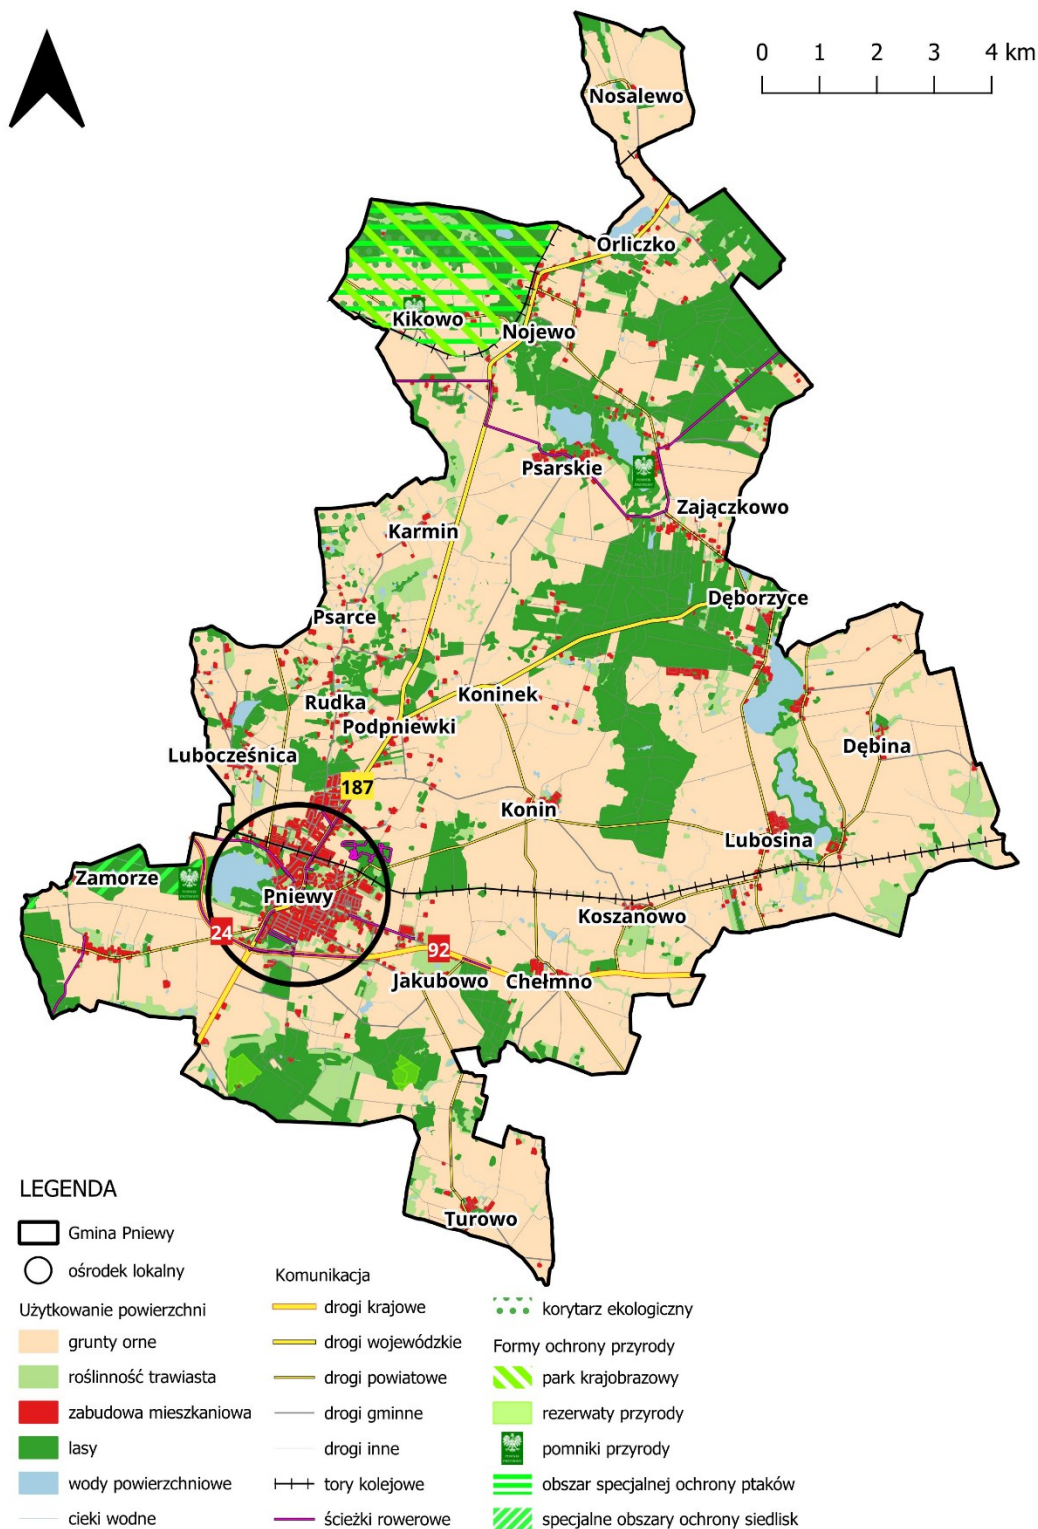 0 1 2 3 4 km
Nosalewo
Orliczko
Kikowo
Nojewo
Psarskie
Zajączkowo
Karmin
Dęborzyce
Psarce
Koninek
Rudka
Podpniewki
Dębina
Lubocześnica
187
Konin
Lubosina
Zamorze
Pniewy
Koszanowo
24
92
Jakubowo
Chełmno
Turowo
LEGENDA
Gmina Pniewy
ośrodek lokalny
Użytkowanie powierzchni
grunty orne
roślinność trawiasta
zabudowa mieszkaniowa
lasy
wody powierzchniowe
cieki wodne
Komunikacja
drogi krajowe
drogi wojewódzkie
drogi powiatowe
drogi gminne
drogi inne
tory kolejowe
ścieżki rowerowe
korytarz ekologiczny
Formy ochrony przyrody
park krajobrazowy
rezerwaty przyrody
pomniki przyrody
obszar specjalnej ochrony ptaków
specjalne obszary ochrony siedlisk